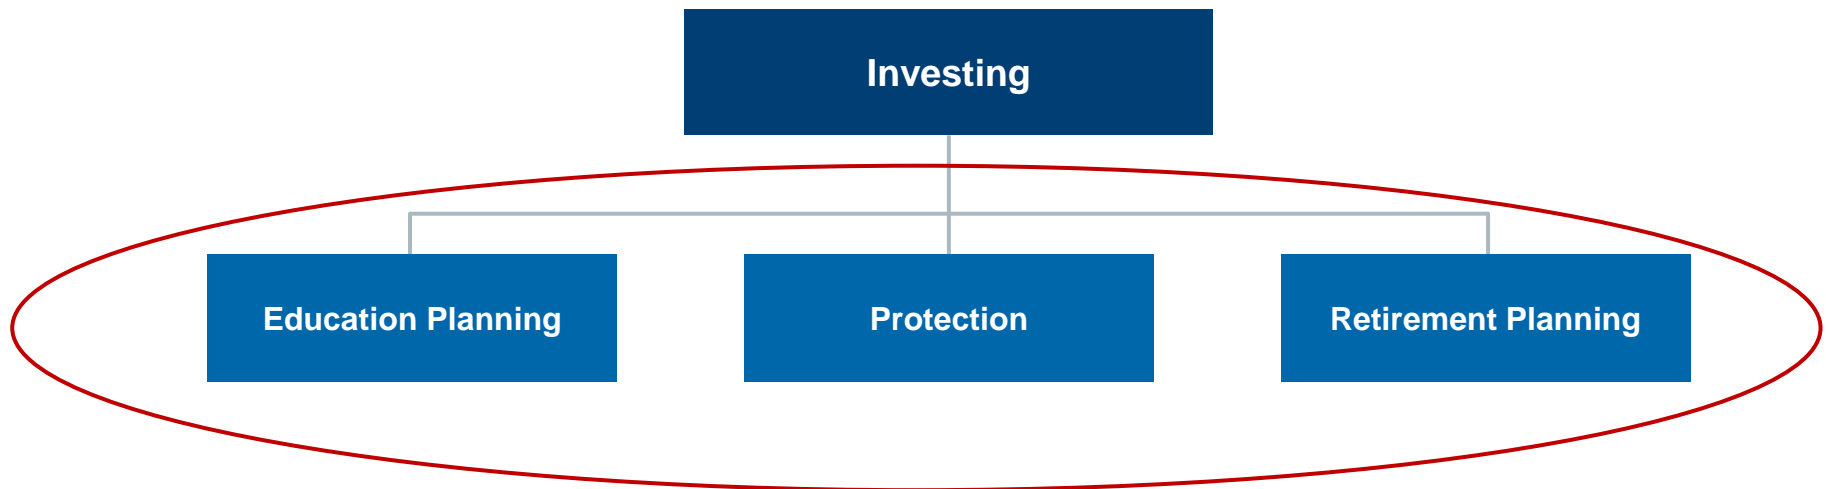 Investing
Education Planning
Protection
Retirement Planning